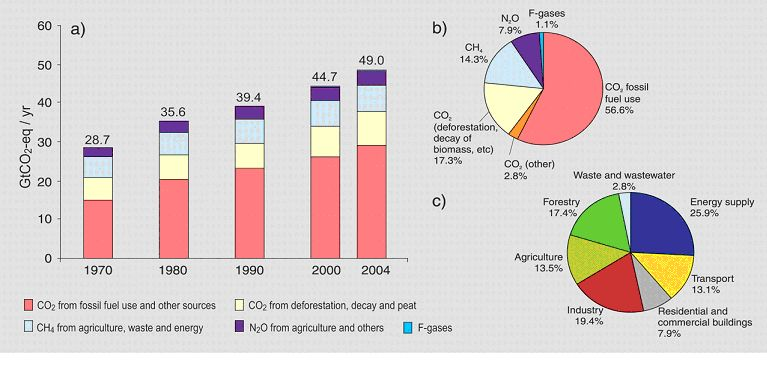 a)
GtCO2-eq / yr
60
50
40
30
20
10
0
28.7
35.6
39.4
44.7
49.0
1970
1980
1990
2000
2004
CO2 from fossil fuel use and other sources
CO2 from deforestation, decay and peat
CH4 from agriculture, waste and energy
N2O from agriculture and others
F-gases
b)
F-gases
1.1%
N2O
7.9%
CH4
14.3%
CO2 fossil
fuel use
56.6%
CO2
(deforestation,
decay of
biomass, etc)
17.3%
CO2 (other)
2.8%
c)
Waste and wastewater
2.8%
Forestry
17.4%
Energy supply
25.9%
Agriculture
13.5%
Transport
13.1%
Industry
19.4%
Residential and
commercial buildings
7.9%